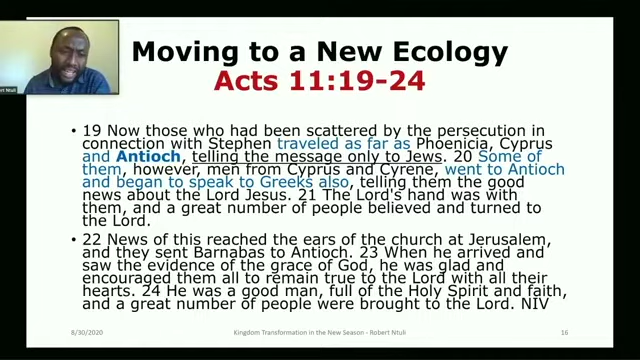 Moving to a New Ecology
Acts 11:19-24
• 19 Now those who had been scattered by the persecution in
connection with Stephen traveled as far as Phoenicia, Cyprus
and Antioch, telling the message only to Jews. 20 Some of
them, however, men from Cyprus and Cyrene, went to Antioch
and began to speak to Greeks also, telling them the good
news about the Lord Jesus. 21 The Lord's hand was with
them, and a great number of people believed and turned to
the Lord.
• 22 News of this reached the ears of the church at Jerusalem,
and they sent Barnabas to Antioch. 23 When he arrived and
saw the evidence of the grace of God, he was glad and
encouraged them all to remain true to the Lord with all their
hearts. 24 He was a good man, full of the Holy Spirit and faith,
and a great number of people were brought to the Lord. NIV
8/30/2020 Kingdom Transformation in the New Season - Robert Ntuli 16
rt Ntuli